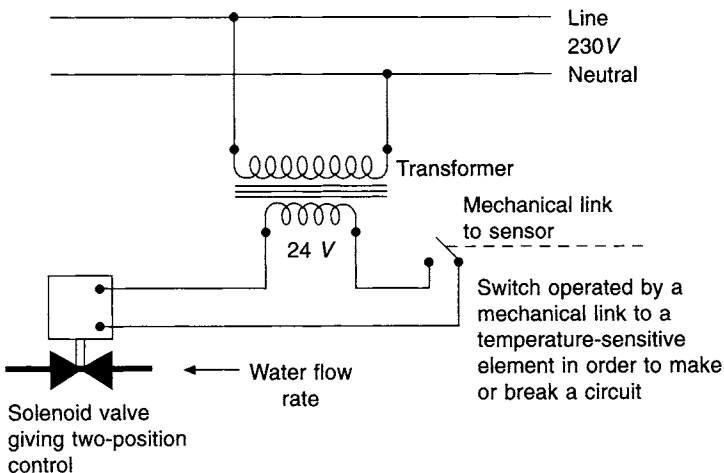 Line
230V
Neutral
Transformer
Mechanical link
to sensor
24 V
Switch operated by a
mechanical link to a
temperature-sensitive
element in order to make
or break a circuit
Water flow
rate
Solenoid valve
giving two-position
control